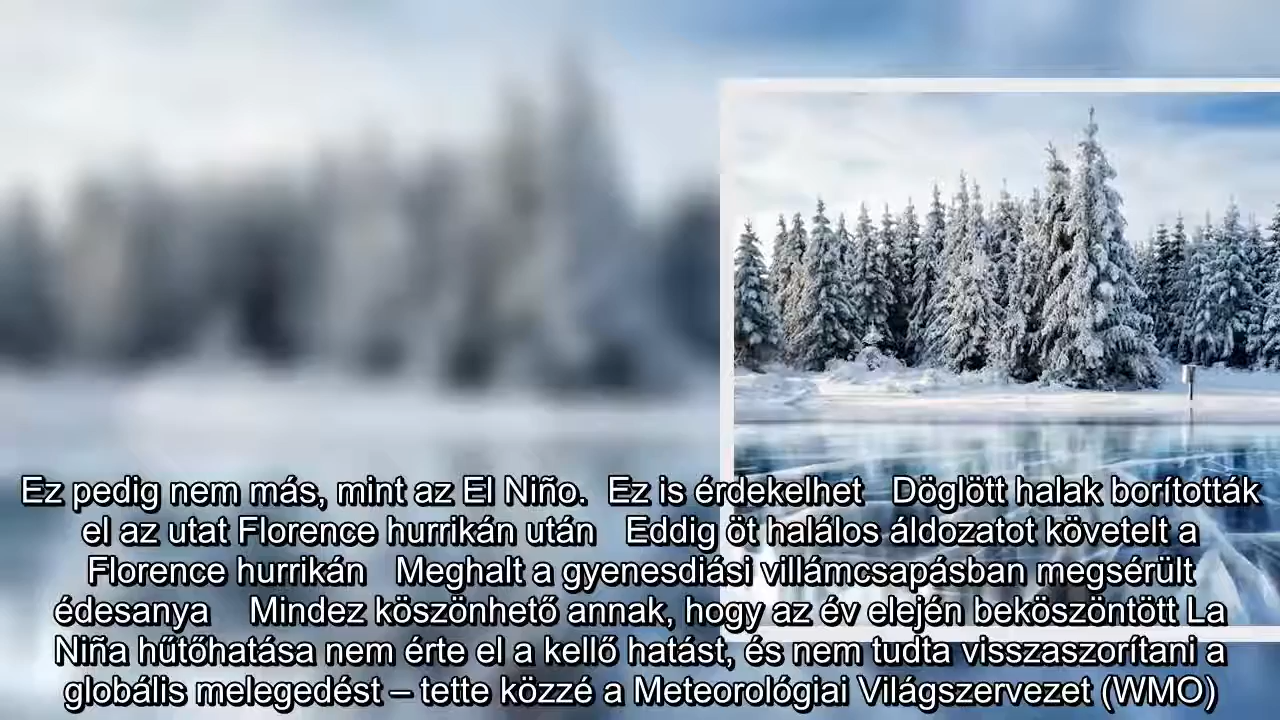 Ez pedig nem más, mint az El Niño.  Ez is érdekelhet   Döglött halak borították
el az utat Florence hurrikán után   Eddig öt halálos áldozatot követelt a
Florence hurrikán   Meghalt a gyenesdiási villámcsapásban megsérült
édesanya    Mindez köszönhető annak, hogy az év elején beköszöntött La
Niña hűtőhatása nem érte el a kellő hatást, és nem tudta visszaszorítani a
globális melegedést – tette közzé a Meteorológiai Világszervezet (WMO)